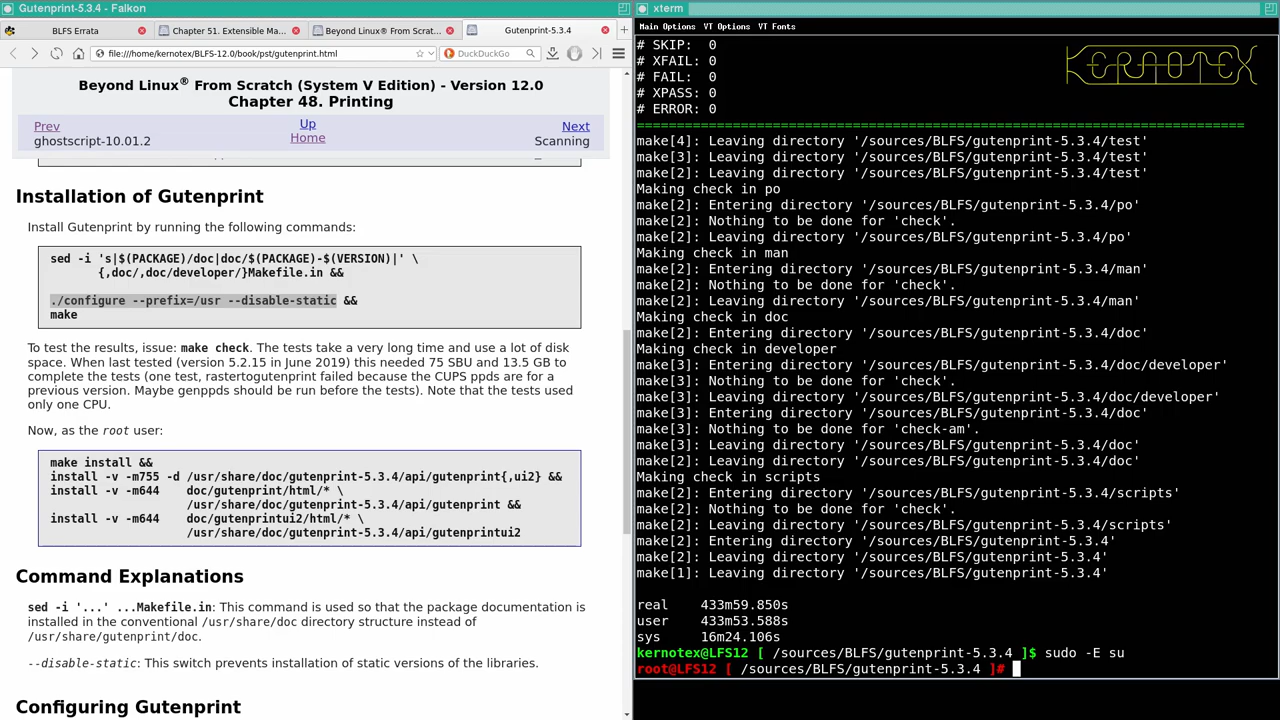 Gutenprint-5.3.4 - Falkon
BLFS Errata
Chapter 51. Extensible Ma...
Beyond Linux® From Scrat...
Gutenprint-5.3.4
file:///home/kernotex/BLFS-12.0/book/pst/gutenprint.html
DuckDuckGo
Beyond Linux® From Scratch (System V Edition) - Version 12.0
Chapter 48. Printing
Prev
Up
Next
ghostscript-10.01.2
Home
Scanning
Installation of Gutenprint
Install Gutenprint by running the following commands:
sed -i 's|$(PACKAGE)/doc|doc/$(PACKAGE)-$(VERSION)|' \
{,doc/,doc/developer/}Makefile.in &&
./configure --prefix=/usr --disable-static &&
make
To test the results, issue: make check. The tests take a very long time and use a lot of disk
space. When last tested (version 5.2.15 in June 2019) this needed 75 SBU and 13.5 GB to
complete the tests (one test, rastertogutenprint failed because the CUPS ppds are for a
previous version. Maybe genppds should be run before the tests). Note that the tests used
only one CPU.
Now, as the root user:
make install &&
install -v -m755 -d /usr/share/doc/gutenprint-5.3.4/api/gutenprint{,ui2} &&
install -v -m644    doc/gutenprint/html/* \
/usr/share/doc/gutenprint-5.3.4/api/gutenprint &&
install -v -m644    doc/gutenprintui2/html/* \
/usr/share/doc/gutenprint-5.3.4/api/gutenprintui2
Command Explanations
sed -i '...' ...Makefile.in: This command is used so that the package documentation is
installed in the conventional /usr/share/doc directory structure instead of
/usr/share/gutenprint/doc.
--disable-static: This switch prevents installation of static versions of the libraries.
Configuring Gutenprint
xterm
Main Options  VT Options  VT Fonts
KERNOTEX
# SKIP:  0
# XFAIL: 0
# FAIL:  0
# XPASS: 0
# ERROR: 0
============================================================================
make[4]: Leaving directory '/sources/BLFS/gutenprint-5.3.4/test'
make[3]: Leaving directory '/sources/BLFS/gutenprint-5.3.4/test'
make[2]: Leaving directory '/sources/BLFS/gutenprint-5.3.4/test'
Making check in po
make[2]: Entering directory '/sources/BLFS/gutenprint-5.3.4/po'
make[2]: Nothing to be done for 'check'.
make[2]: Leaving directory '/sources/BLFS/gutenprint-5.3.4/po'
Making check in man
make[2]: Entering directory '/sources/BLFS/gutenprint-5.3.4/man'
make[2]: Nothing to be done for 'check'.
make[2]: Leaving directory '/sources/BLFS/gutenprint-5.3.4/man'
Making check in doc
make[2]: Entering directory '/sources/BLFS/gutenprint-5.3.4/doc'
Making check in developer
make[3]: Entering directory '/sources/BLFS/gutenprint-5.3.4/doc/developer'
make[3]: Nothing to be done for 'check'.
make[3]: Leaving directory '/sources/BLFS/gutenprint-5.3.4/doc/developer'
make[3]: Entering directory '/sources/BLFS/gutenprint-5.3.4/doc'
make[3]: Nothing to be done for 'check-am'.
make[3]: Leaving directory '/sources/BLFS/gutenprint-5.3.4/doc'
make[2]: Leaving directory '/sources/BLFS/gutenprint-5.3.4/doc'
Making check in scripts
make[2]: Entering directory '/sources/BLFS/gutenprint-5.3.4/scripts'
make[2]: Nothing to be done for 'check'.
make[2]: Leaving directory '/sources/BLFS/gutenprint-5.3.4/scripts'
make[2]: Entering directory '/sources/BLFS/gutenprint-5.3.4'
make[2]: Leaving directory '/sources/BLFS/gutenprint-5.3.4'
make[1]: Leaving directory '/sources/BLFS/gutenprint-5.3.4'
real    433m59.850s
user    433m53.588s
sys     16m24.106s
kernotex@LFS12 [ /sources/BLFS/gutenprint-5.3.4 ]$ sudo -E su
root@LFS12 [ /sources/BLFS/gutenprint-5.3.4 ]#